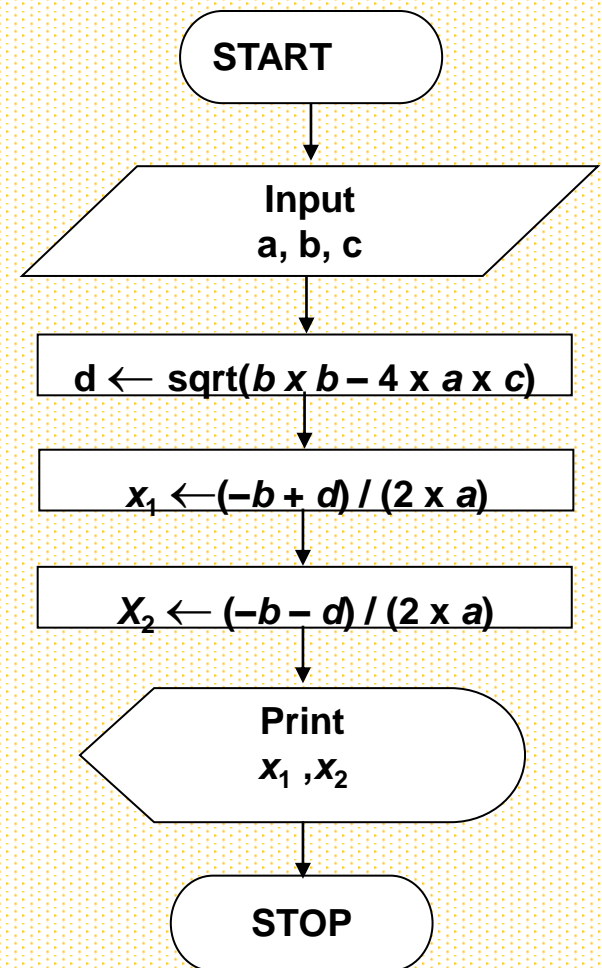 START
Input
a, b, c
d ← sqrt(b x b – 4 x a x c)
x₁ ←(–b + d) / (2 x a)
X₂ ← (–b – d) / (2 x a)
Print
x₁ ,x₂
STOP